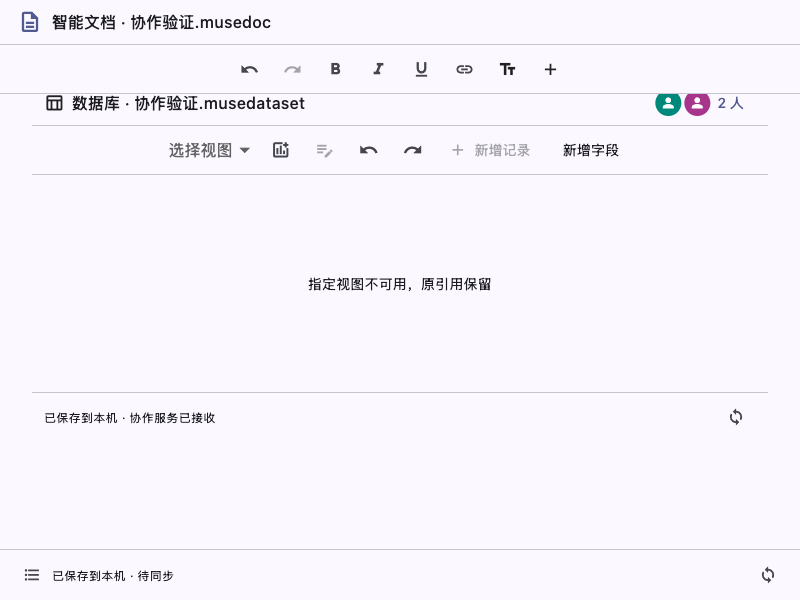 智能文档 · 协作验证.musedoc
B I U Tт
数据库 · 协作验证.musedataset
2 人
选择视图
新增记录
新增字段
指定视图不可用，原引用保留
已保存到本机 · 协作服务已接收
已保存到本机 · 待同步